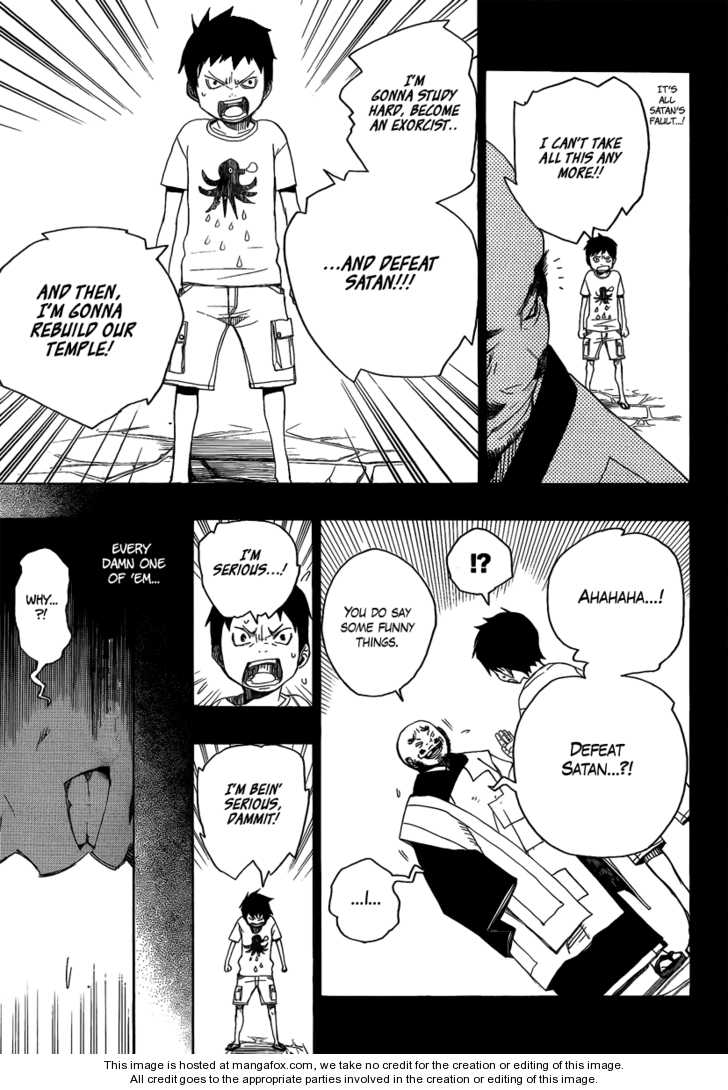 IT'S
ALL
SATAN'S
FAULT...!
I CAN'T TAKE
ALL THIS ANY
MORE!!
I'M
GONNA STUDY
HARD, BECOME
AN EXORCIST..
...AND DEFEAT
SATAN!!!
AND THEN,
I'M GONNA
REBUILD OUR
TEMPLE!
AHAHAHA...!
DEFEAT
SATAN...?!
!?
YOU DO SAY
SOME FUNNY
THINGS.
...I...
I'M
SERIOUS...!
I'M BEIN'
SERIOUS,
DAMMIT!
EVERY
DAMN ONE
OF 'EM...
WHY...
?!
This image is hosted at mangafox.com, we take no credit for the creation or editing of this image.
All credit goes to the appropriate parties involved in the creation or editing of this image.